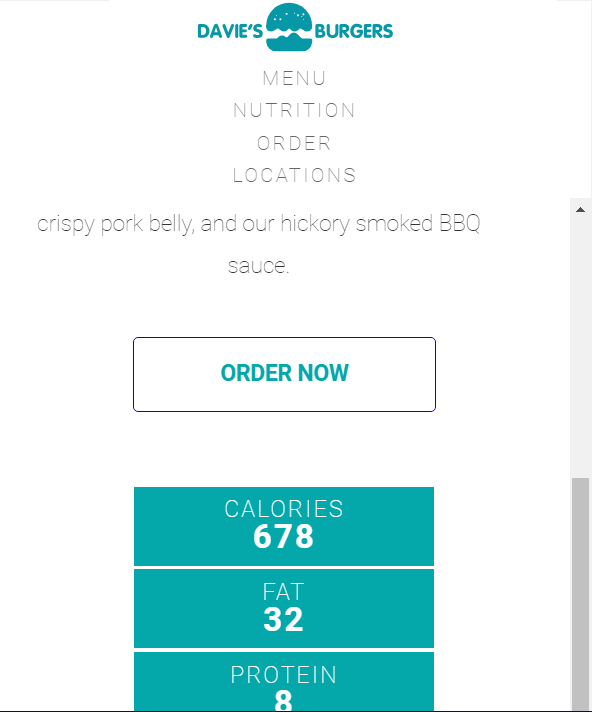 DAVIE'S BURGERS
MENU
NUTRITION
ORDER
LOCATIONS
crispy pork belly, and our hickory smoked BBQ
sauce.
ORDER NOW
CALORIES
678
FAT
32
PROTEIN
8